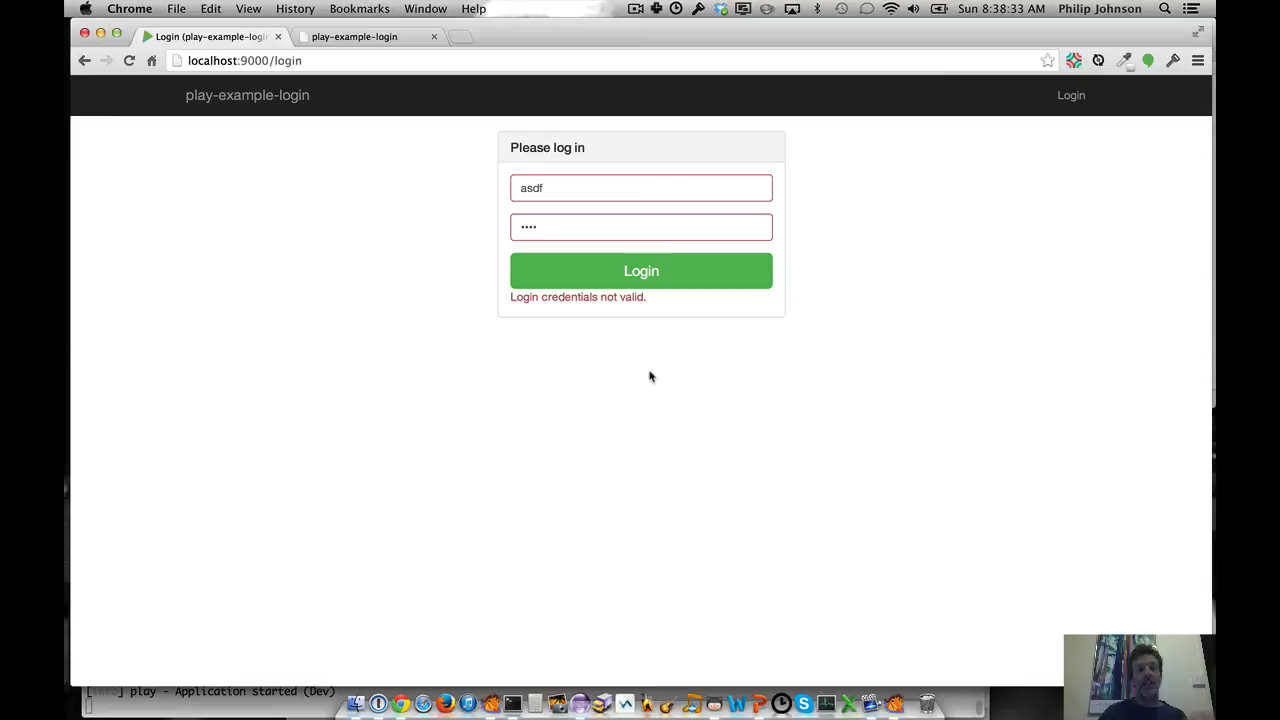 Chrome File Edit View History Bookmarks Window Help Sun 8:38:33 AM Philip Johnson
Login (play-example-login play-example-login
localhost:9000/login
play-example-login Login
Please log in
asdf
••••
Login
Login credentials not valid.
play - Application started (Dev)